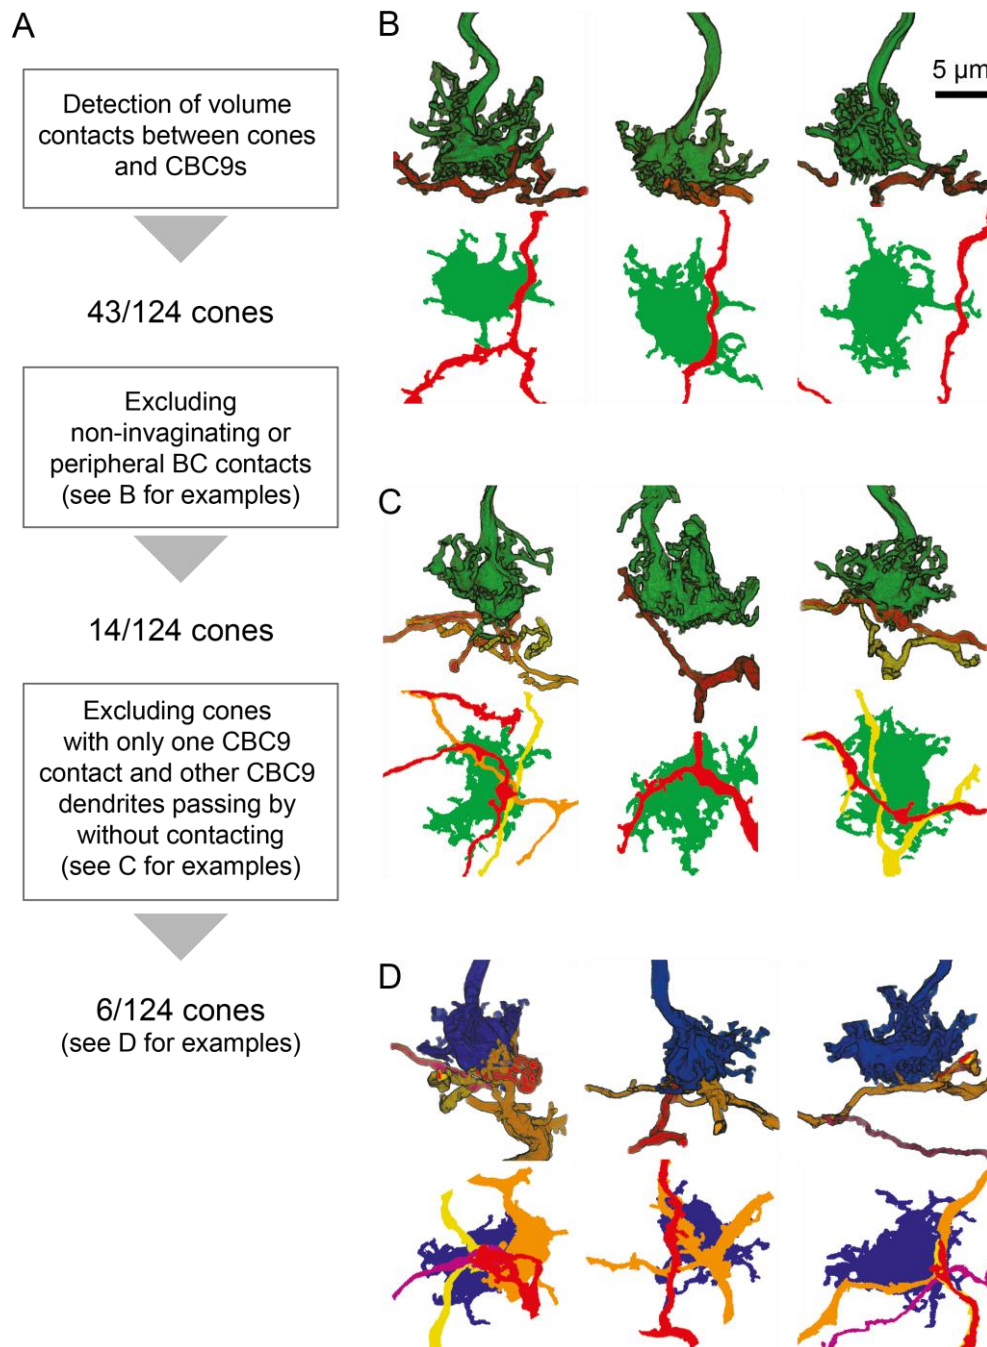 A
Detection of volume
contacts between cones
and CBC9s
43/124 cones
Excluding
non-invaginating or
peripheral BC contacts
(see B for examples)
14/124 cones
Excluding cones
with only one CBC9
contact and other CBC9
dendrites passing by
without contacting
(see C for examples)
6/124 cones
(see D for examples)
B
5 µm
C
D